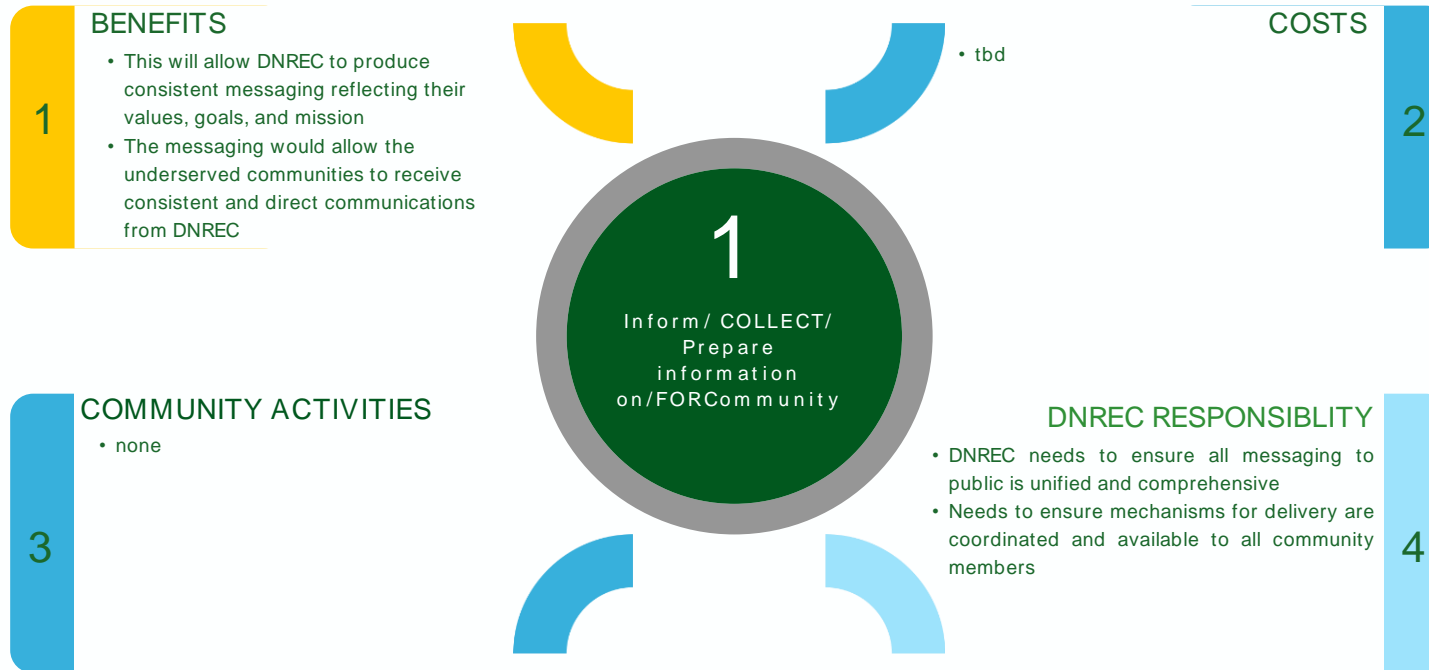 1
BENEFITS
• This will allow DNREC to produce
consistent messaging reflecting their
values, goals, and mission
• The messaging would allow the
underserved communities to receive
consistent and direct communications
from DNREC
COSTS
• tbd
2
1
Inform/ COLLECT/
Prepare
information
on/FORCommunity
3
COMMUNITY ACTIVITIES
• none
DNREC RESPONSIBLITY
• DNREC needs to ensure all messaging to
public is unified and comprehensive
• Needs to ensure mechanisms for delivery are
coordinated and available to all community
members
4